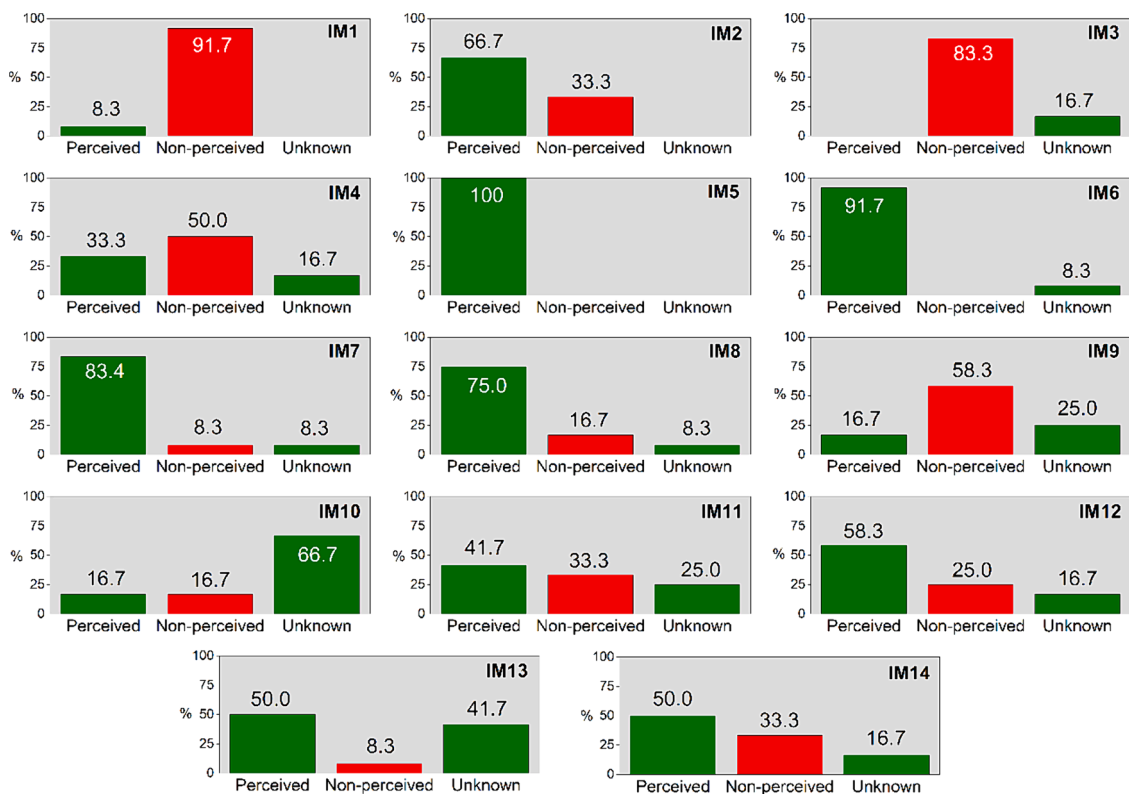 IM1
100
75
% 50
25
0
8.3 91.7
Perceived Non-perceived Unknown
IM2
100
75
% 50
25
0
66.7 33.3
Perceived Non-perceived Unknown
IM3
100
75
% 50
25
0
83.3 16.7
Perceived Non-perceived Unknown
IM4
100
75
% 50
25
0
33.3 50.0 16.7
Perceived Non-perceived Unknown
IM5
100
75
% 50
25
0
100
Perceived Non-perceived Unknown
IM6
100
75
% 50
25
0
91.7 8.3
Perceived Non-perceived Unknown
IM7
100
75
% 50
25
0
83.4 8.3 8.3
Perceived Non-perceived Unknown
IM8
100
75
% 50
25
0
75.0 16.7 8.3
Perceived Non-perceived Unknown
IM9
100
75
% 50
25
0
16.7 58.3 25.0
Perceived Non-perceived Unknown
IM10
100
75
% 50
25
0
16.7 16.7 66.7
Perceived Non-perceived Unknown
IM11
100
75
% 50
25
0
41.7 33.3 25.0
Perceived Non-perceived Unknown
IM12
100
75
% 50
25
0
58.3 25.0 16.7
Perceived Non-perceived Unknown
IM13
100
75
% 50
25
0
50.0 8.3 41.7
Perceived Non-perceived Unknown
IM14
100
75
% 50
25
0
50.0 33.3 16.7
Perceived Non-perceived Unknown